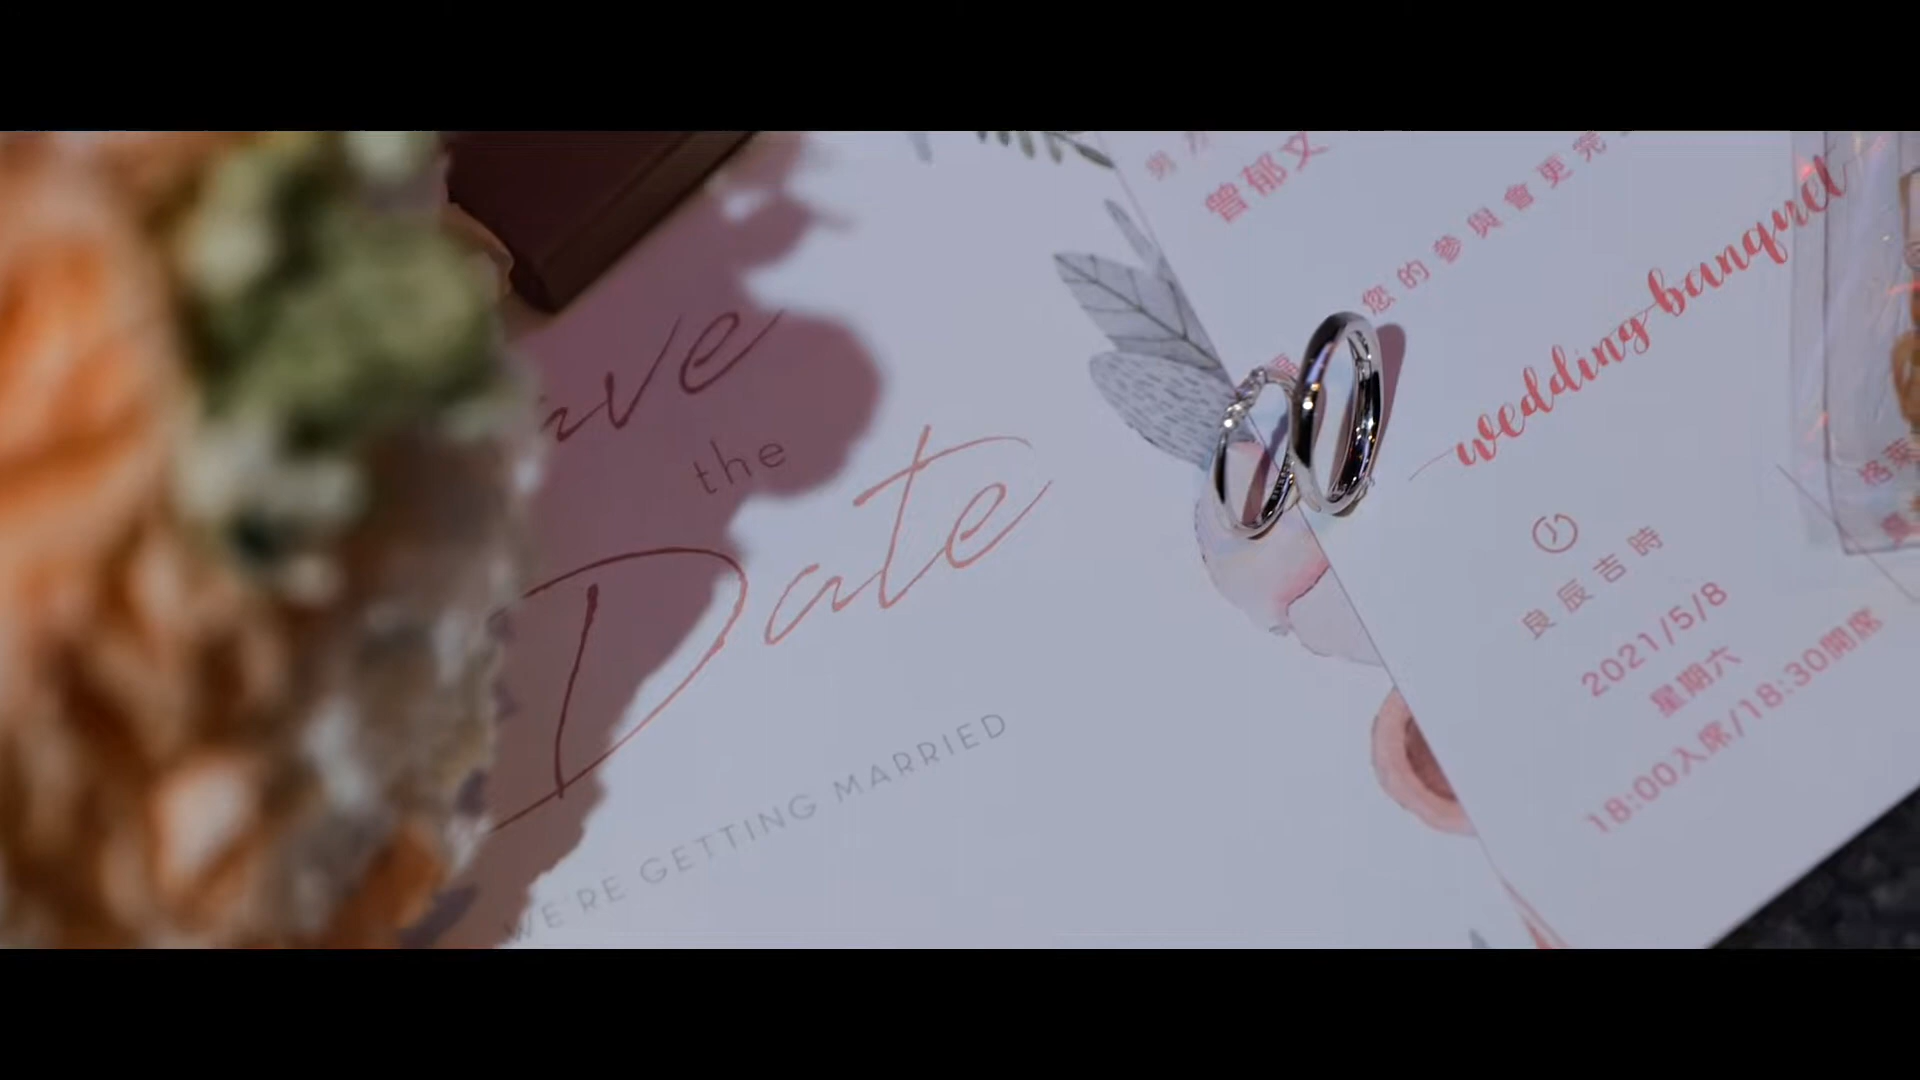 ave
the
Date
WE'RE GETTING MARRIED
曾郁文
您的參與會更完
wedding banquet
良辰吉時
2021/5/8
星期六
18:00入席/18:30開席